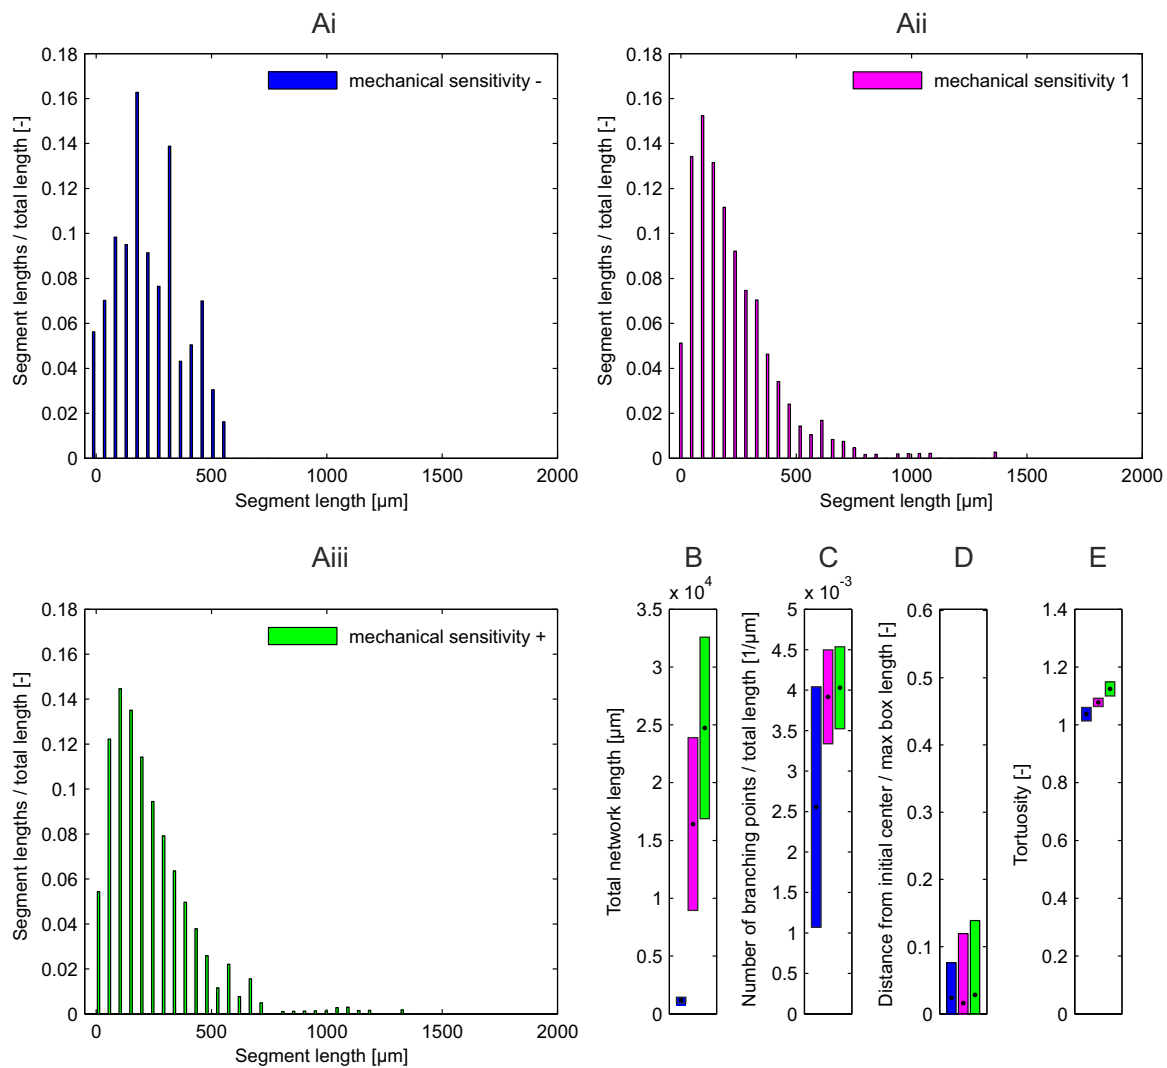 Ai
0.18
0.16
0.14
0.12
0.1
0.08
0.06
0.04
0.02
0
Segment lengths / total length [-]
mechanical sensitivity -
0 500 1000 1500 2000
Segment length [µm]
Aii
0.18
0.16
0.14
0.12
0.1
0.08
0.06
0.04
0.02
0
Segment lengths / total length [-]
mechanical sensitivity 1
0 500 1000 1500 2000
Segment length [µm]
Aiii
0.18
0.16
0.14
0.12
0.1
0.08
0.06
0.04
0.02
0
Segment lengths / total length [-]
mechanical sensitivity +
0 500 1000 1500 2000
Segment length [µm]
B
x 10⁴
3.5
3
2.5
2
1.5
1
0.5
0
Total network length [µm]
C
x 10⁻³
5
4.5
4
3.5
3
2.5
2
1.5
1
0.5
0
Number of branching points / total length [1/µm]
D
0.6
0.5
0.4
0.3
0.2
0.1
0
Distance from initial center / max box length [-]
E
1.4
1.2
1
0.8
0.6
0.4
0.2
0
Tortuosity [-]